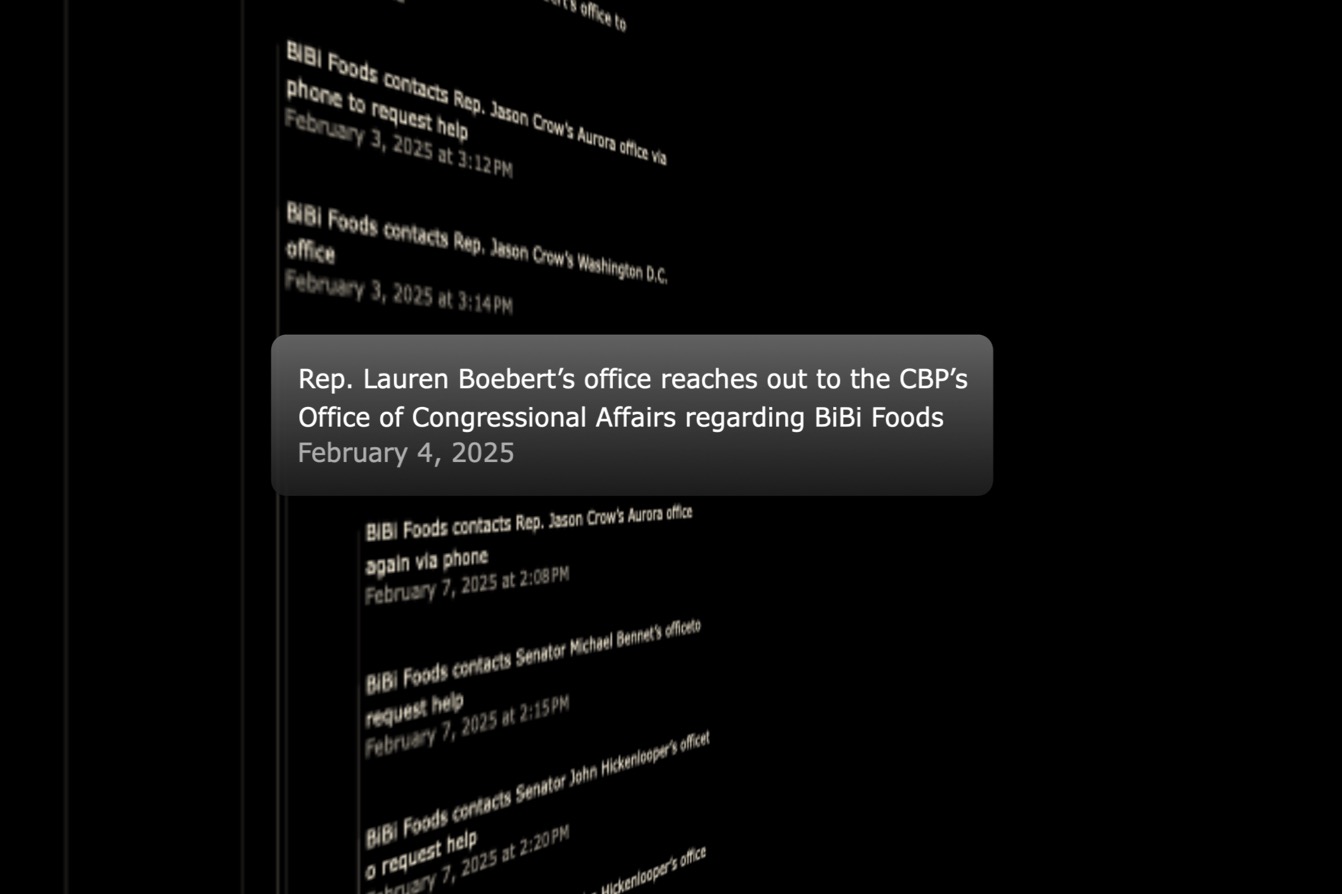 ert's office to
BiBi Foods contacts Rep. Jason Crow's Aurora office via
phone to request help
February 3, 2025 at 3:12PM
BiBi Foods contacts Rep. Jason Crow's Washington D.C.
office
February 3, 2025 at 3:14PM
Rep. Lauren Boebert’s office reaches out to the CBP’s
Office of Congressional Affairs regarding BiBi Foods
February 4, 2025
BiBi Foods contacts Rep. Jason Crow's Aurora office
again via phone
February 7, 2025 at 2:08PM
BiBi Foods contacts Senator Michael Bennet's officeto
request help
February 7, 2025 at 2:15PM
BiBi Foods contacts Senator John Hickenlooper's officet
o request help
February 7, 2025 at 2:20PM
Hickenlooper's office